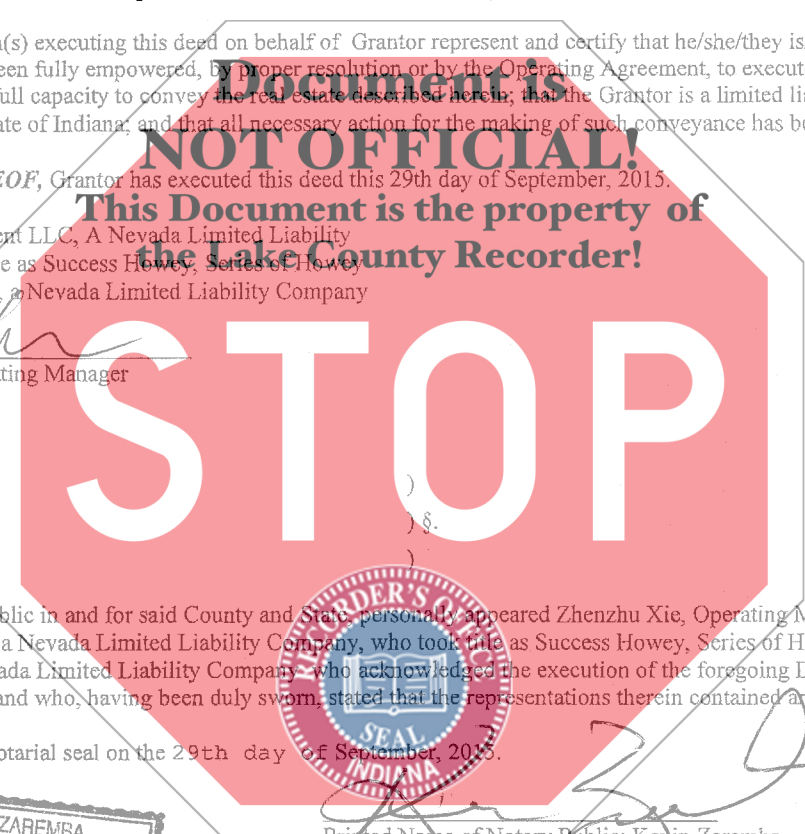 n(s) executing this deed on behalf of Grantor represent and certify that he/she/they is
een fully empowered, by proper resolution or by the Operating Agreement, to execut
full capacity to convey the real estate described herein; that the Grantor is a limited li
ate of Indiana; and that all necessary action for the making of such conveyance has be
Document is
NOT OFFICIAL!
This Document is the property of
the Lake County Recorder!
EOF, Grantor has executed this deed this 29th day of September, 2015.
ent LLC, A Nevada Limited Liability
e as Success Howey, Series of Howey
, a Nevada Limited Liability Company
ting Manager
STOP
)
) §.
)
blic in and for said County and State, personally appeared Zhenzhu Xie, Operating M
a Nevada Limited Liability Company, who took title as Success Howey, Series of H
ada Limited Liability Company who acknowledged the execution of the foregoing D
and who, having been duly sworn, stated that the representations therein contained a
otarial seal on the 29th day of September, 2015.
RECORDER'S OFFICE
SEAL
INDIANA
ZAREMBA
Printed Name of Notary Public: Kevin Zaremba